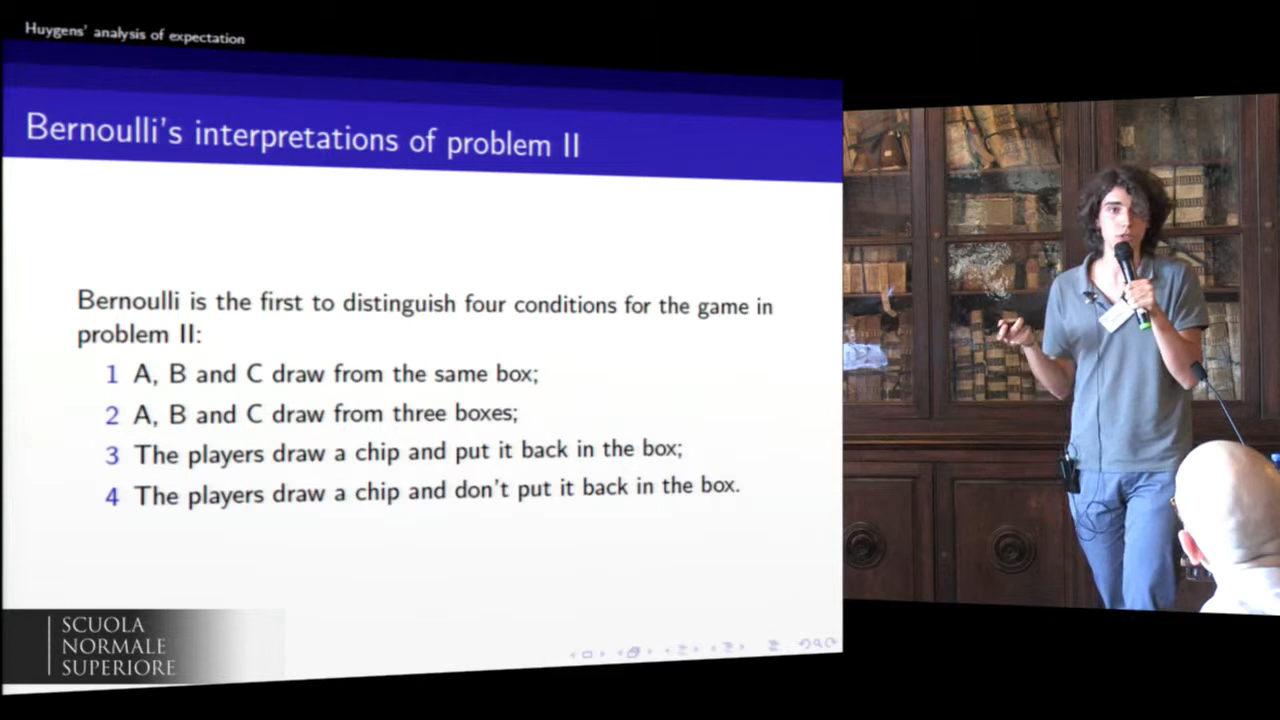 Huygens' analysis of expectation
Bernoulli's interpretations of problem II
Bernoulli is the first to distinguish four conditions for the game in
problem II:
1 A, B and C draw from the same box;
2 A, B and C draw from three boxes;
3 The players draw a chip and put it back in the box;
4 The players draw a chip and don't put it back in the box.
SCUOLA
NORMALE
SUPERIORE